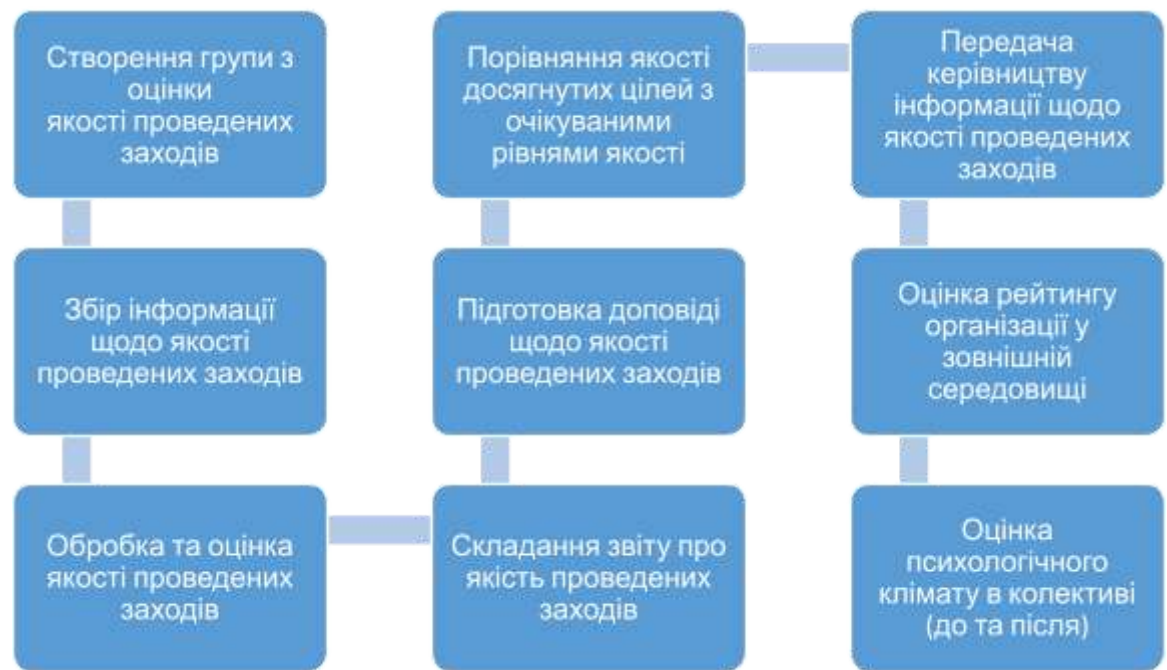 Створення групи з
оцінки
якості проведених
заходів
Збір інформації
щодо якості
проведених заходів
Обробка та оцінка
якості проведених
заходів
Складання звіту про
якість проведених
заходів
Підготовка доповіді
щодо якості
проведених заходів
Порівняння якості
досягнутих цілей з
очікуваними
рівнями якості
Передача
керівництву
інформації щодо
якості проведених
заходів
Оцінка рейтингу
організації у
зовнішній
середовищі
Оцінка
психологічного
клімату в колективі
(до та після)